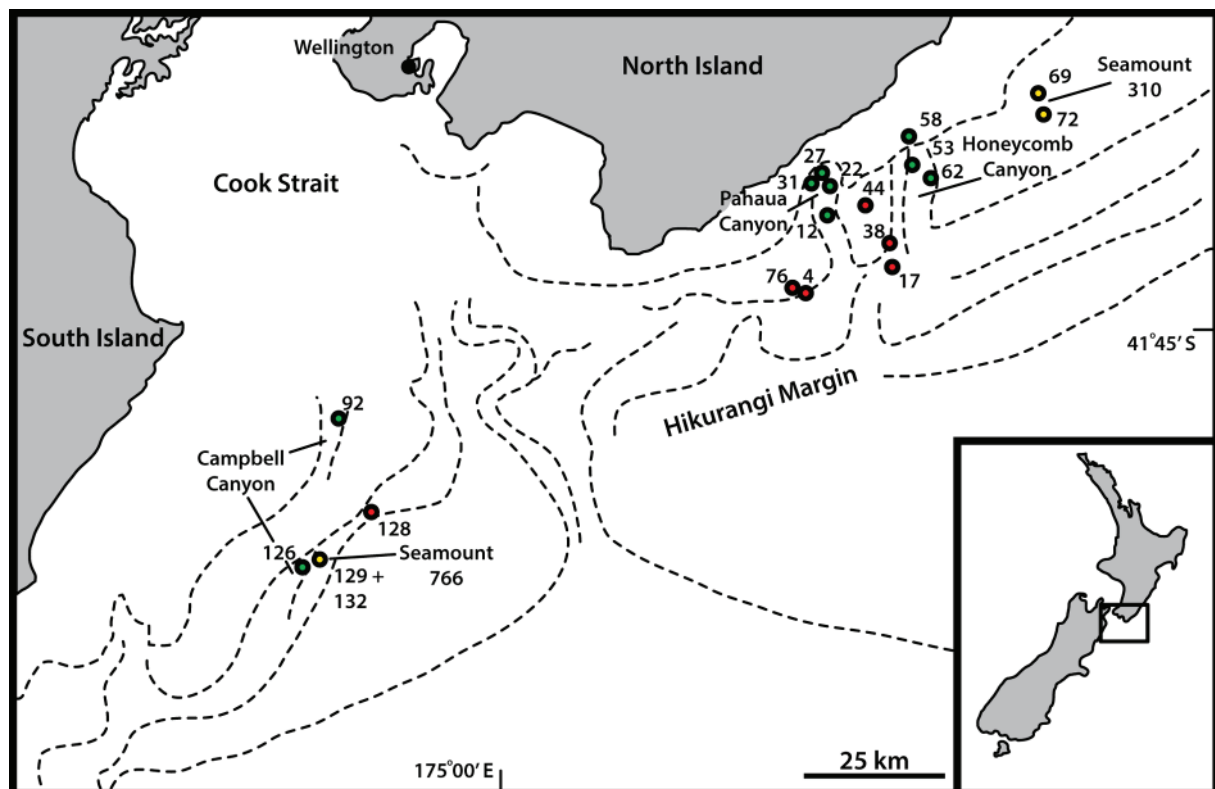 Wellington
North Island
69
Seamount
310
72
58
53
Honeycomb
Canyon
62
27
22
31
44
Pahaua
Canyon
12
38
Cook Strait
76
4
17
South Island
41°45' S
Hikurangi Margin
92
Campbell
Canyon
128
126
Seamount
766
129 +
132
175°00' E
25 km